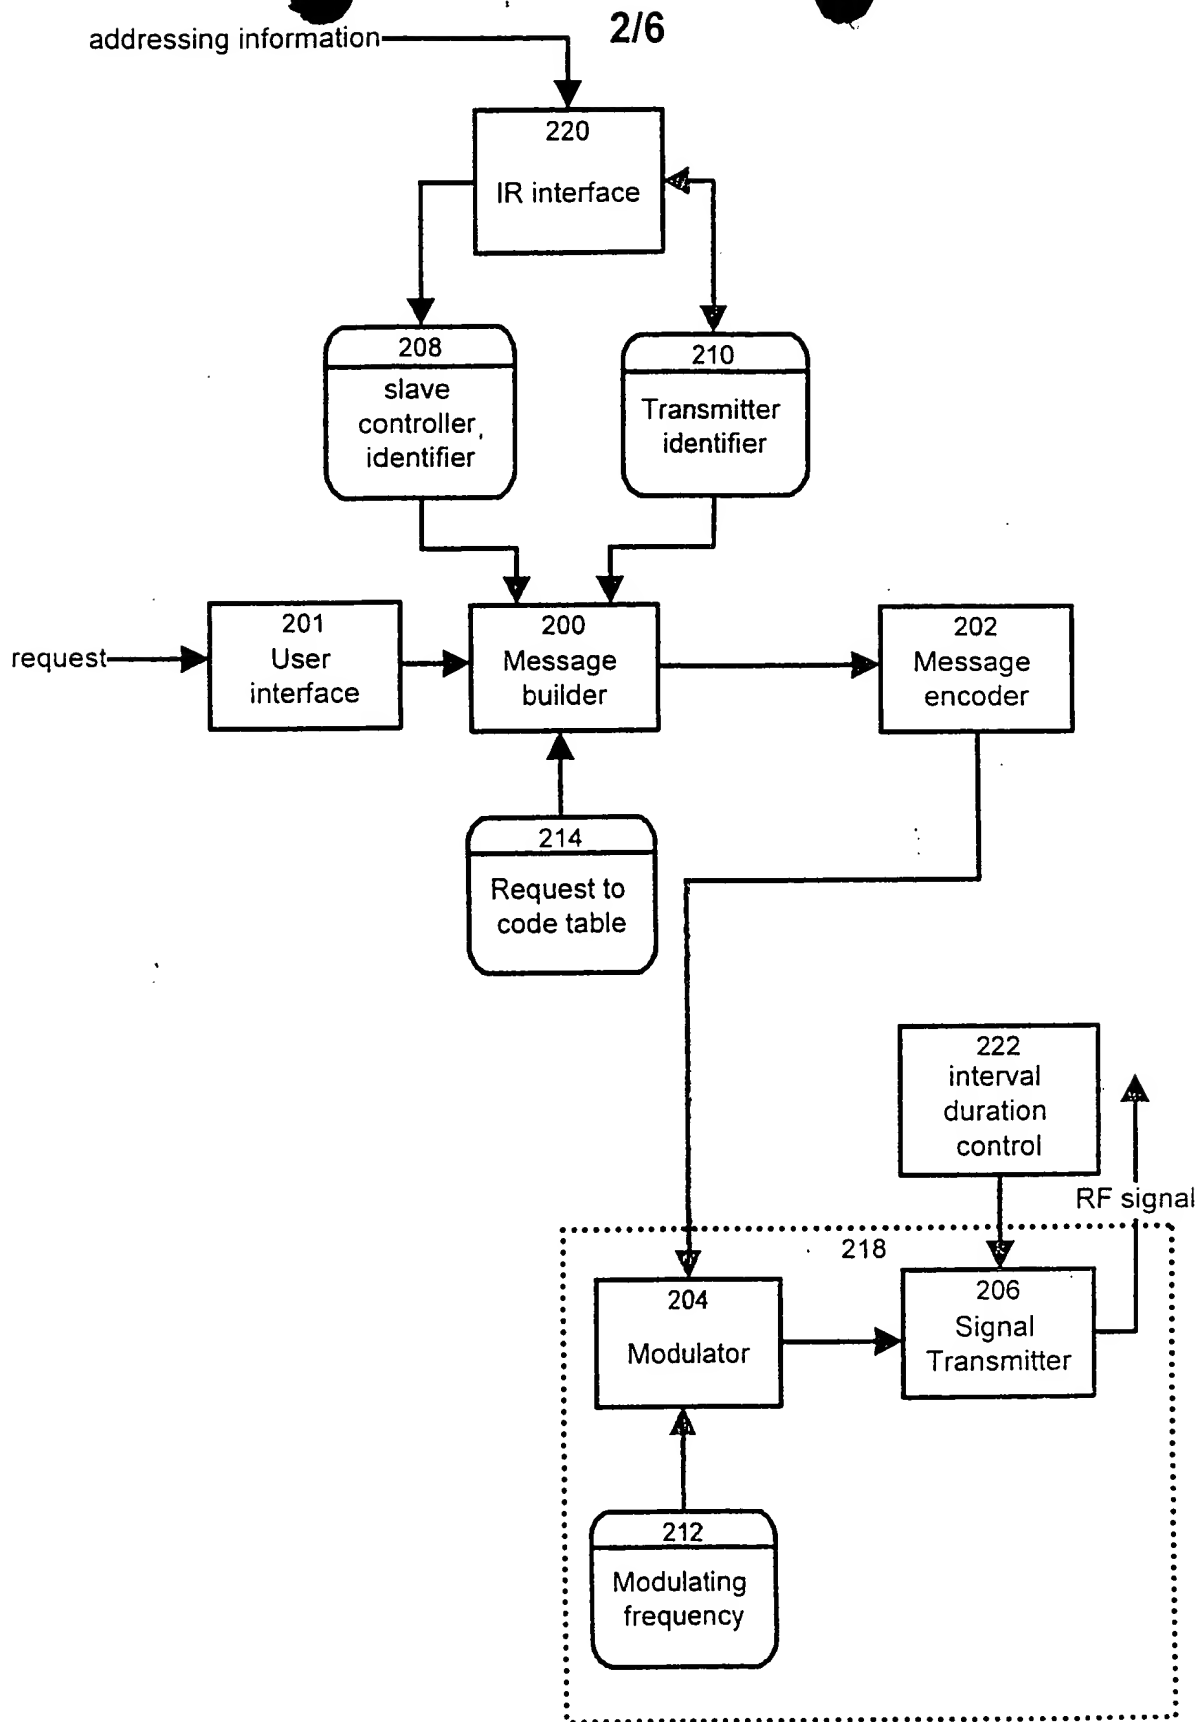 2/6
addressing information
220
IR interface
208
slave
controller,
identifier
210
Transmitter
identifier
request
201
User
interface
200
Message
builder
202
Message
encoder
214
Request to
code table
222
interval
duration
control
RF signal
218
204
Modulator
206
Signal
Transmitter
212
Modulating
frequency